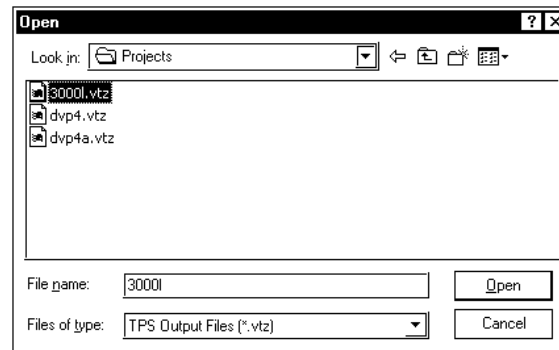 Open
Look in: Projects
3000l.vtz
dvp4.vtz
dvp4a.vtz
File name: 3000l
Open
Files of type: TPS Output Files (*.vtz)
Cancel